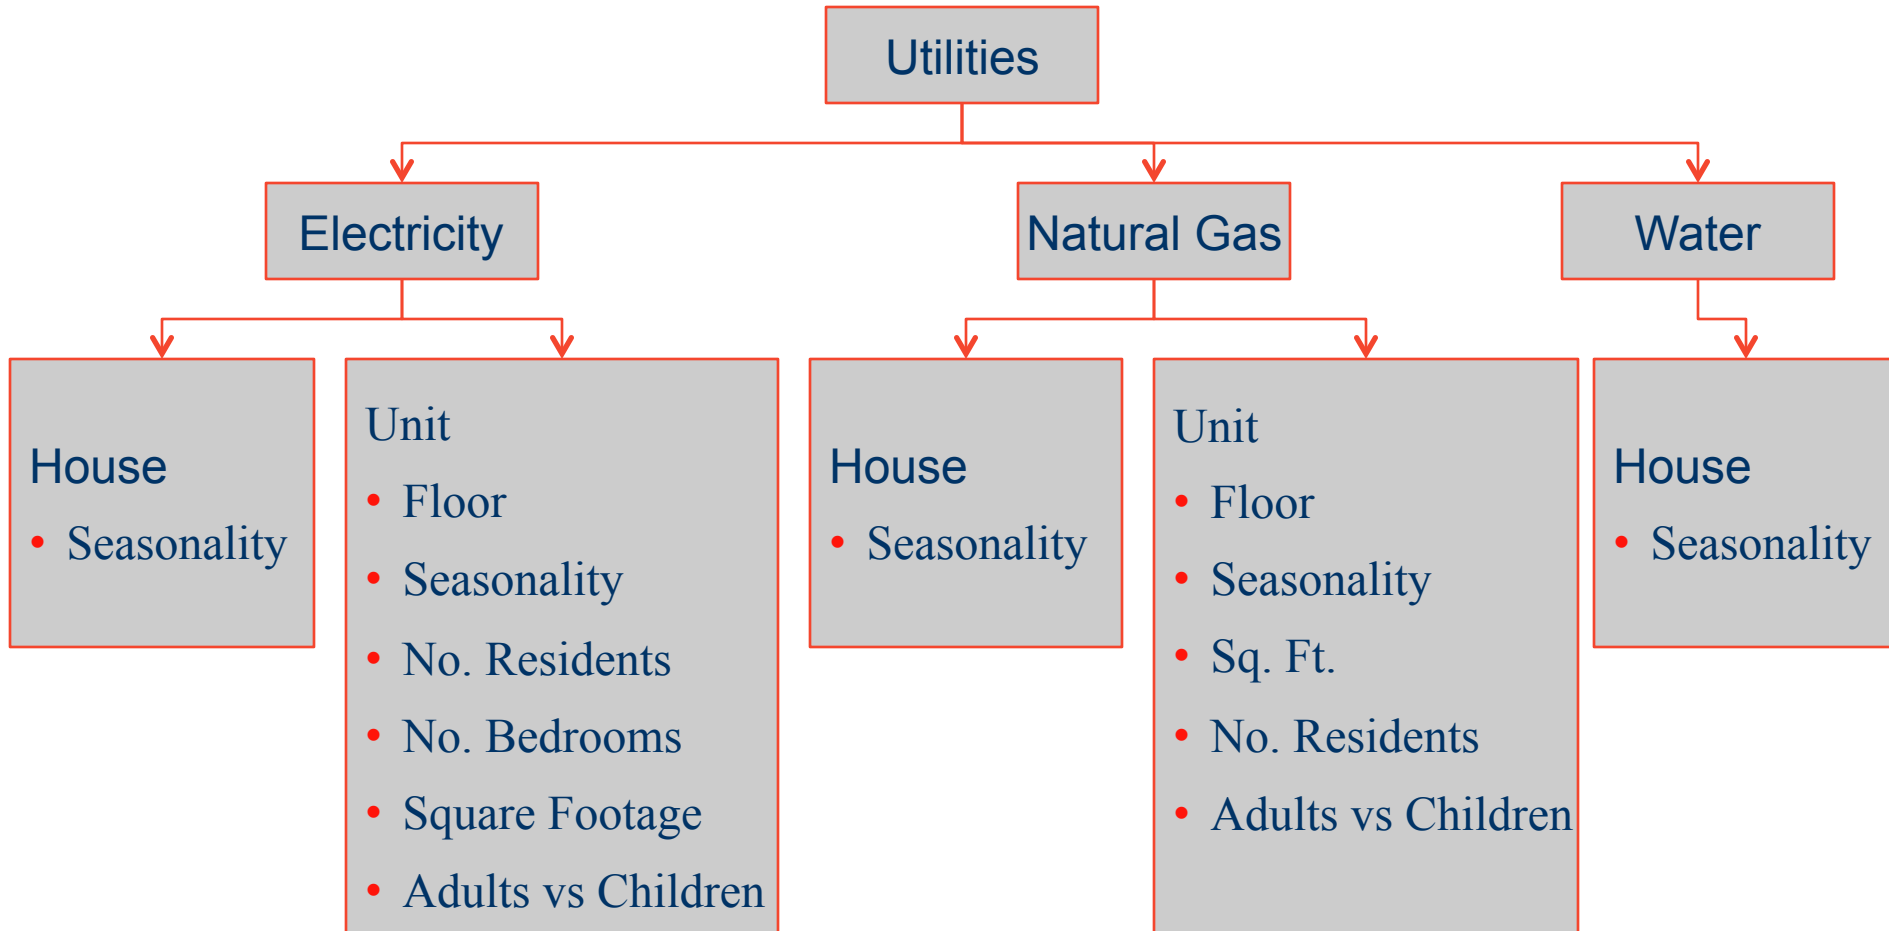 Utilities
Electricity
Natural Gas
Water
House
• Seasonality
Unit
• Floor
• Seasonality
• No. Residents
• No. Bedrooms
• Square Footage
• Adults vs Children
House
• Seasonality
Unit
• Floor
• Seasonality
• Sq. Ft.
• No. Residents
• Adults vs Children
House
• Seasonality